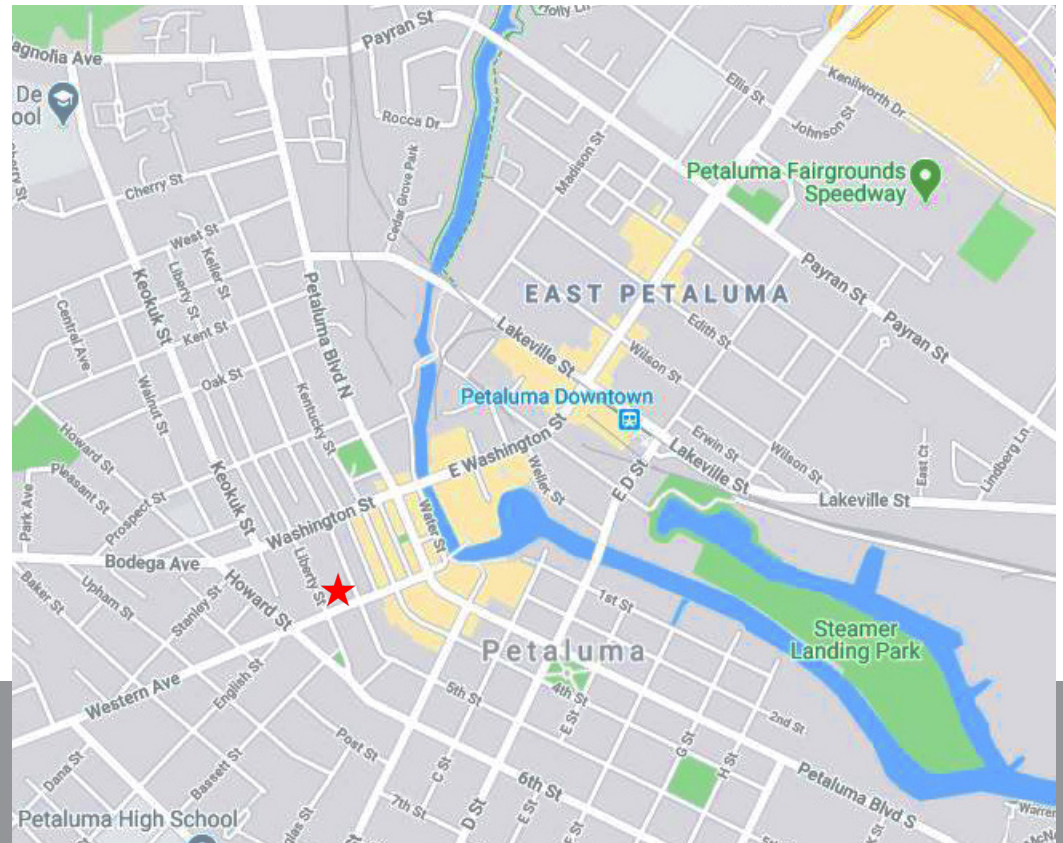 Holly Ln
Payran St
agnolia Ave
De
ool
Ellis St
Kenilworth Dr
Johnson St
Rocca Dr
Madison St
Cherry St
Petaluma Fairgrounds
Speedway
Cedar Grove Park
West St
Keller St
Liberty St
Keokuk St
Petaluma Blvd N
EAST PETALUMA
Payran St
Payran St
Central Ave
Kent St
Lakeville St
Edith St
Wilson St
Oak St
Walnut St
Kentucky St
Petaluma Downtown
E Washington St
Howard St
Pleasant St
Prospect St
Keokuk St
Park Ave
Weller St
E D St
Lakeville St
Erwin St
Wilson St
East Ct
Lindberg Ln
Lakeville St
Washington St
Water St
Bodega Ave
Liberty St
Howard St
Baker St
Upham St
Stanley St
1st St
Steamer
Landing Park
Petaluma
Western Ave
English St
5th St
4th St
E St
2nd St
Post St
G St
H St
Dana St
Bassett St
C St
6th St
Petaluma Blvd S
7th St
D St
E St
Petaluma High School
K St
Warren